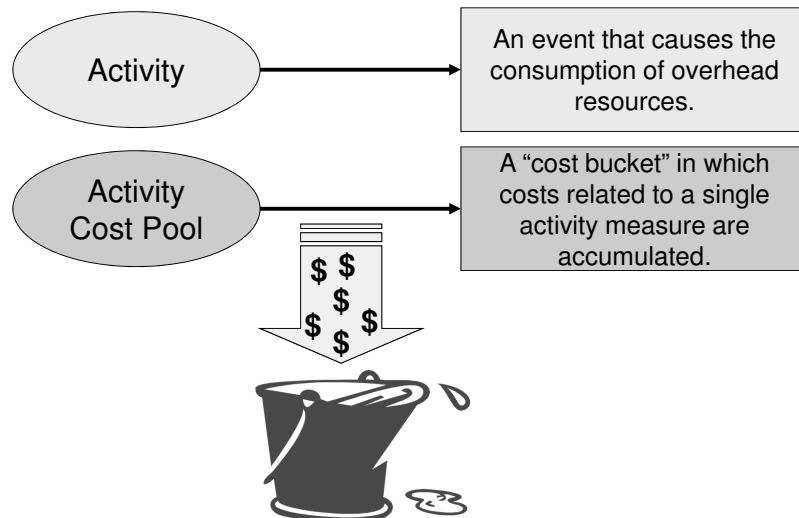 Activity
An event that causes the
consumption of overhead
resources.
Activity
Cost Pool
A “cost bucket” in which
costs related to a single
activity measure are
accumulated.
$ $
$
$ $
$